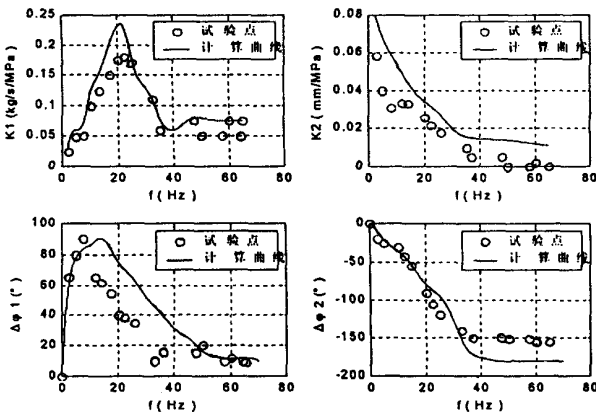 0.25
0.2
0.15
0.1
0.05
0
0 20 40 60 80
K1 (kg/s/MPa)
f( Hz)
试 验 点
计 算 曲线
0.08
0.06
0.04
0.02
0
0 20 40 60 80
K2 ( mm/MPa)
f( Hz)
试 验 点
计 算 曲 线
100
80
60
40
20
0
0 20 40 60 80
Δφ 1 (°)
f( Hz)
试 验 点
计 算 曲线
0
-50
-100
-150
-200
0 20 40 60 80
Δφ 2 (°)
f( Hz)
试 验 点
计 算 曲线